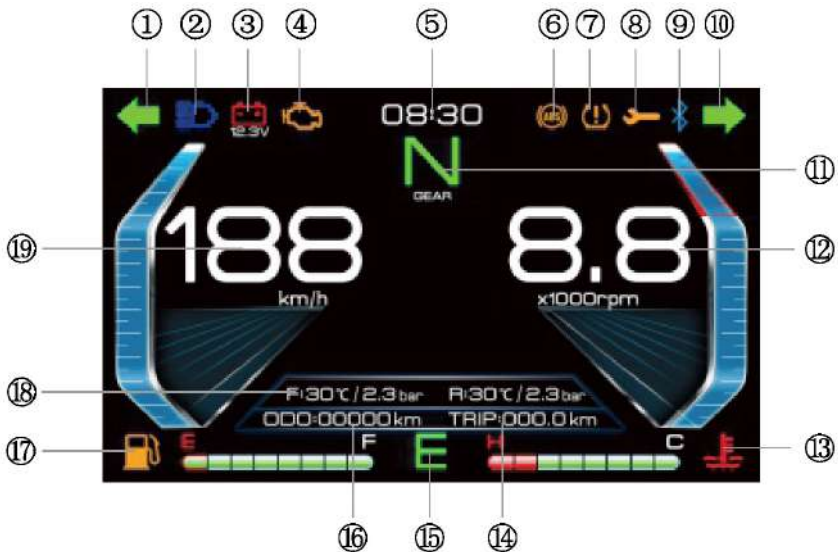 ① ② ③ ④ ⑤ ⑥ ⑦ ⑧ ⑨ ⑩
12.3V 08:30 ABS
N ⑪
GEAR
⑲ 188 8.8 ⑫
km/h x1000rpm
⑱ F:30℃/2.3bar R:30℃/2.3bar
ODO:00000km TRIP:000.0km
⑰ E F E H C ⑬
⑯ ⑮ ⑭